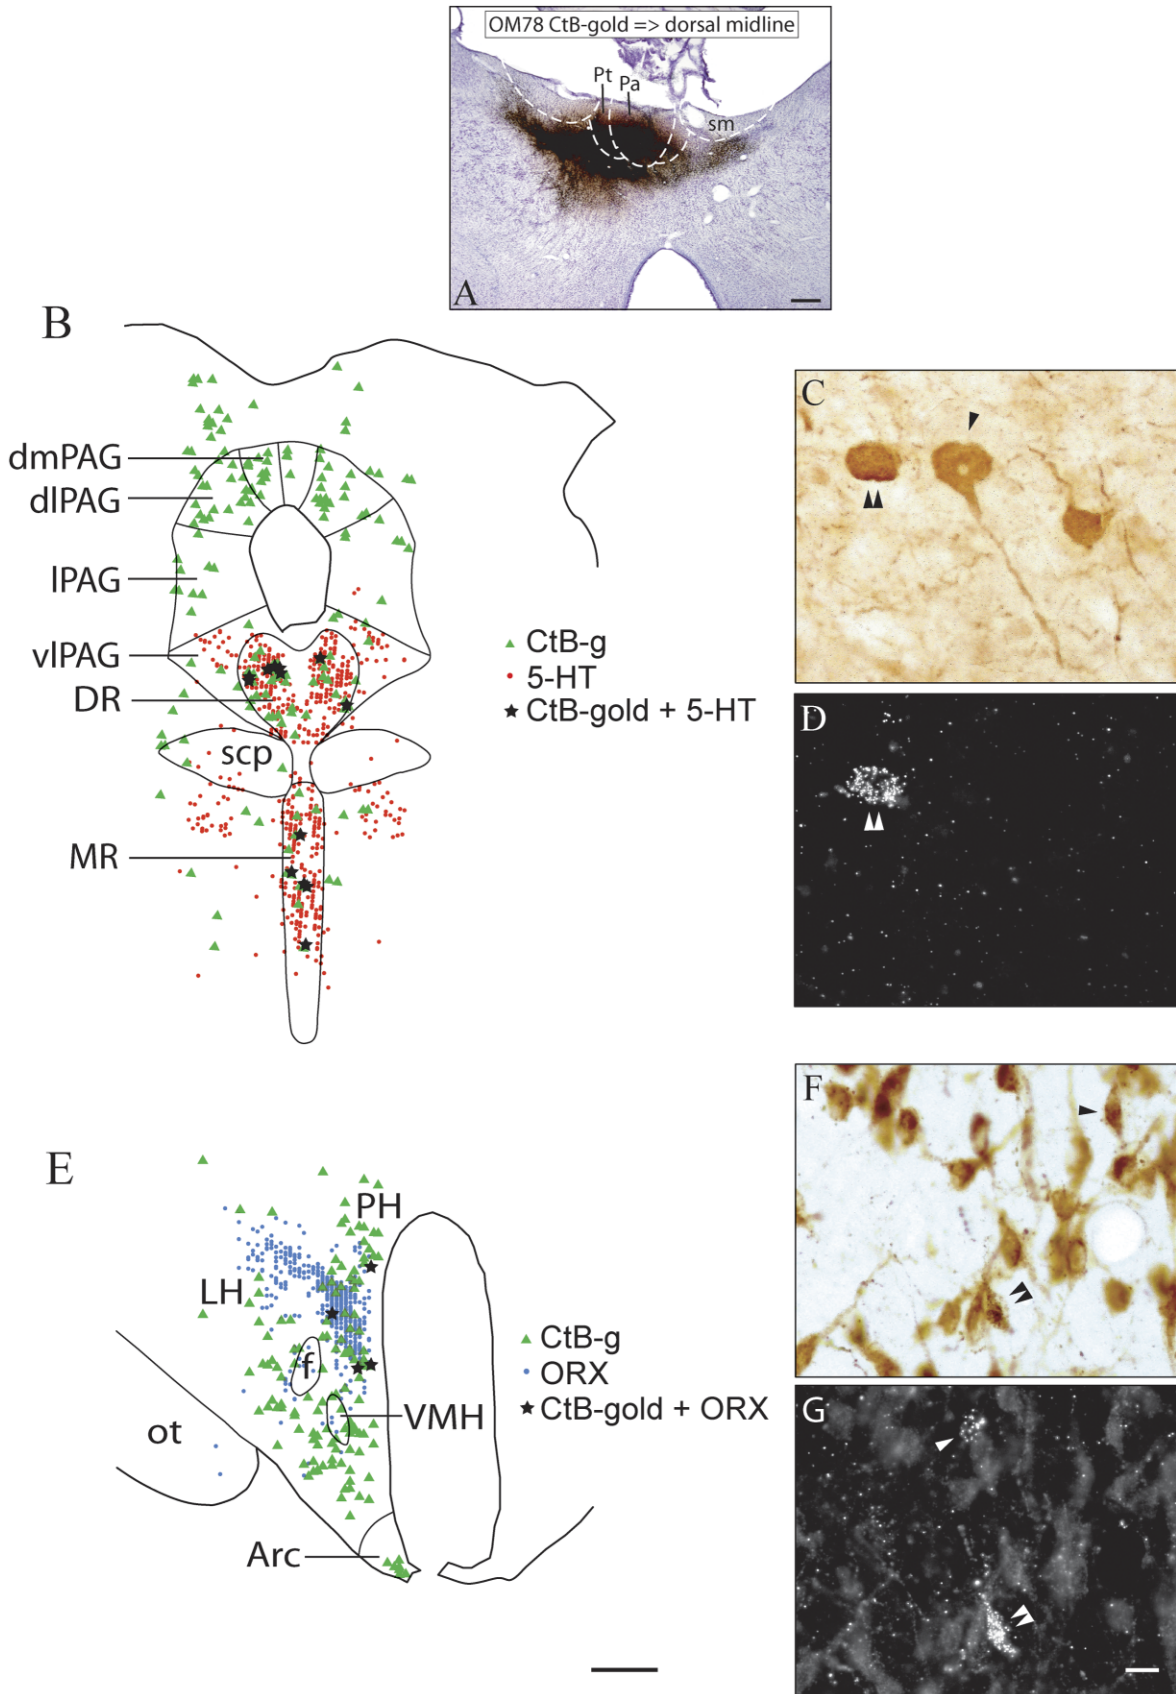 OM78 CtB-gold => dorsal midline
Pt
Pa
sm
A
B
dmPAG
dlPAG
lPAG
vlPAG
DR
scp
MR
CtB-g
5-HT
CtB-gold + 5-HT
C
D
E
PH
LH
f
VMH
ot
Arc
CtB-g
ORX
CtB-gold + ORX
F
G